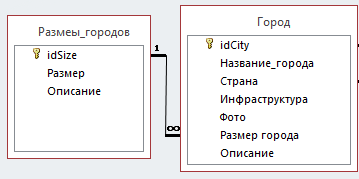 Размеы_городов
idSize
Размер
Описание
1
∞
Город
idCity
Название_города
Страна
Инфраструктура
Фото
Размер города
Описание